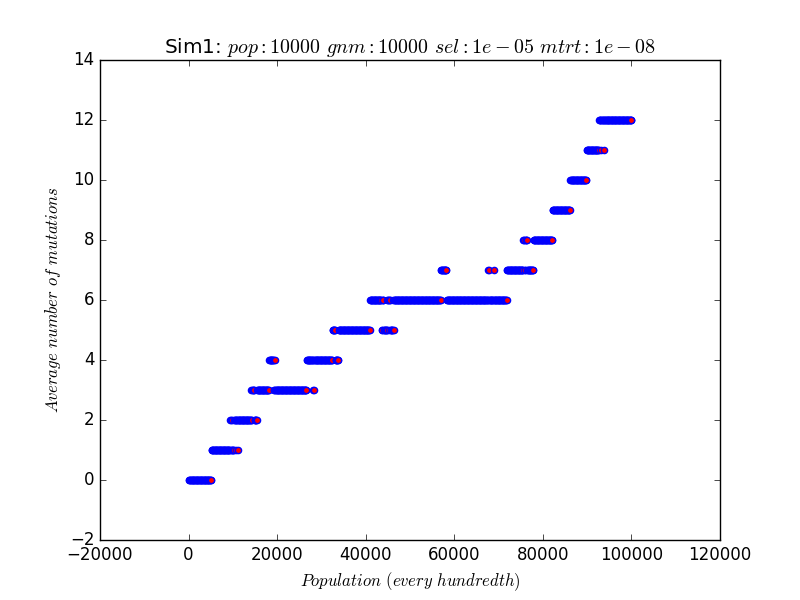 Sim1: pop : 10000 gnm : 10000 sel : 1e − 05 mtrt : 1e − 08
14
12
10
8
6
4
2
0
−2
−20000 0 20000 40000 60000 80000 100000 120000
Average number of mutations
Population (every hundredth)